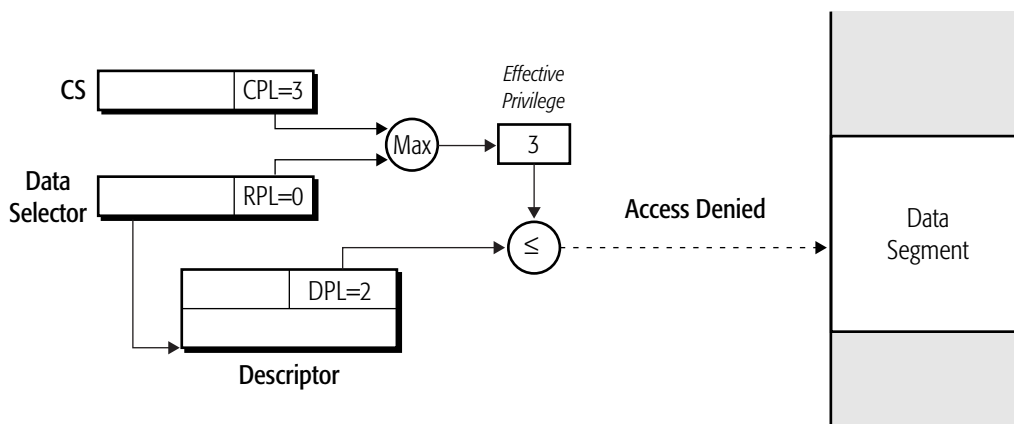 Effective
Privilege
CS
CPL=3
Max
3
Data
Selector
RPL=0
Access Denied
≤
Data
Segment
DPL=2
Descriptor